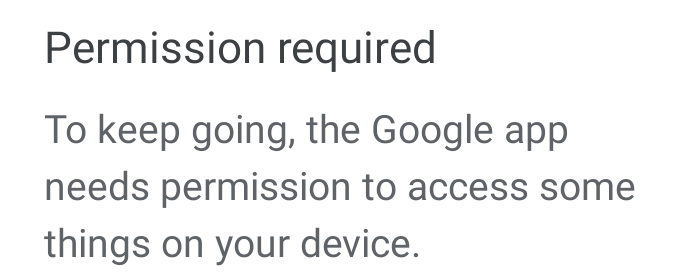 Permission required
To keep going, the Google app
needs permission to access some
things on your device.